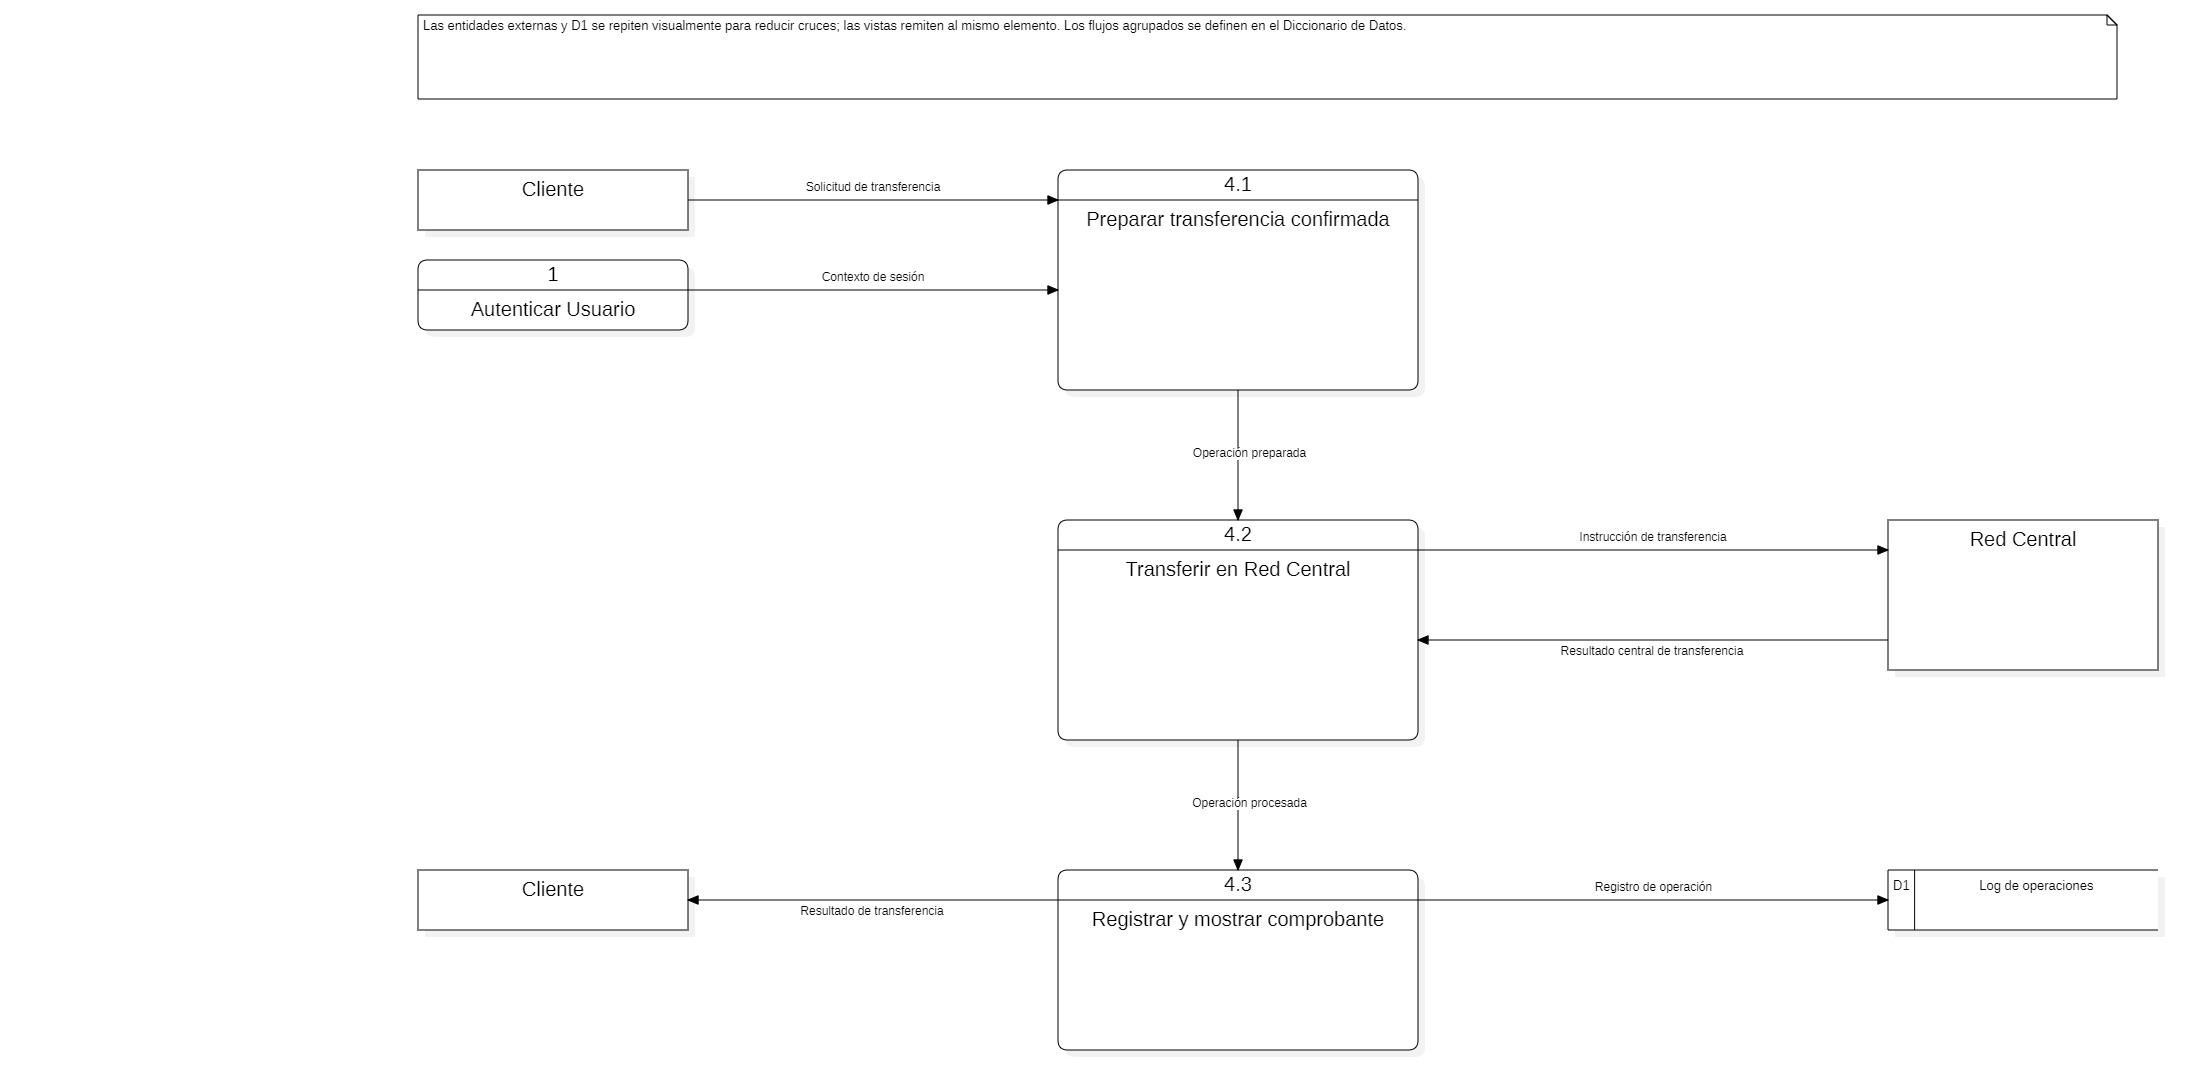 Las entidades externas y D1 se repiten visualmente para reducir cruces; las vistas remiten al mismo elemento. Los flujos agrupados se definen en el Diccionario de Datos.
Cliente
Solicitud de transferencia
4.1
Preparar transferencia confirmada
1
Autenticar Usuario
Contexto de sesión
Operación preparada
4.2
Transferir en Red Central
Instrucción de transferencia
Red Central
Resultado central de transferencia
Operación procesada
Cliente
Resultado de transferencia
4.3
Registrar y mostrar comprobante
Registro de operación
D1
Log de operaciones